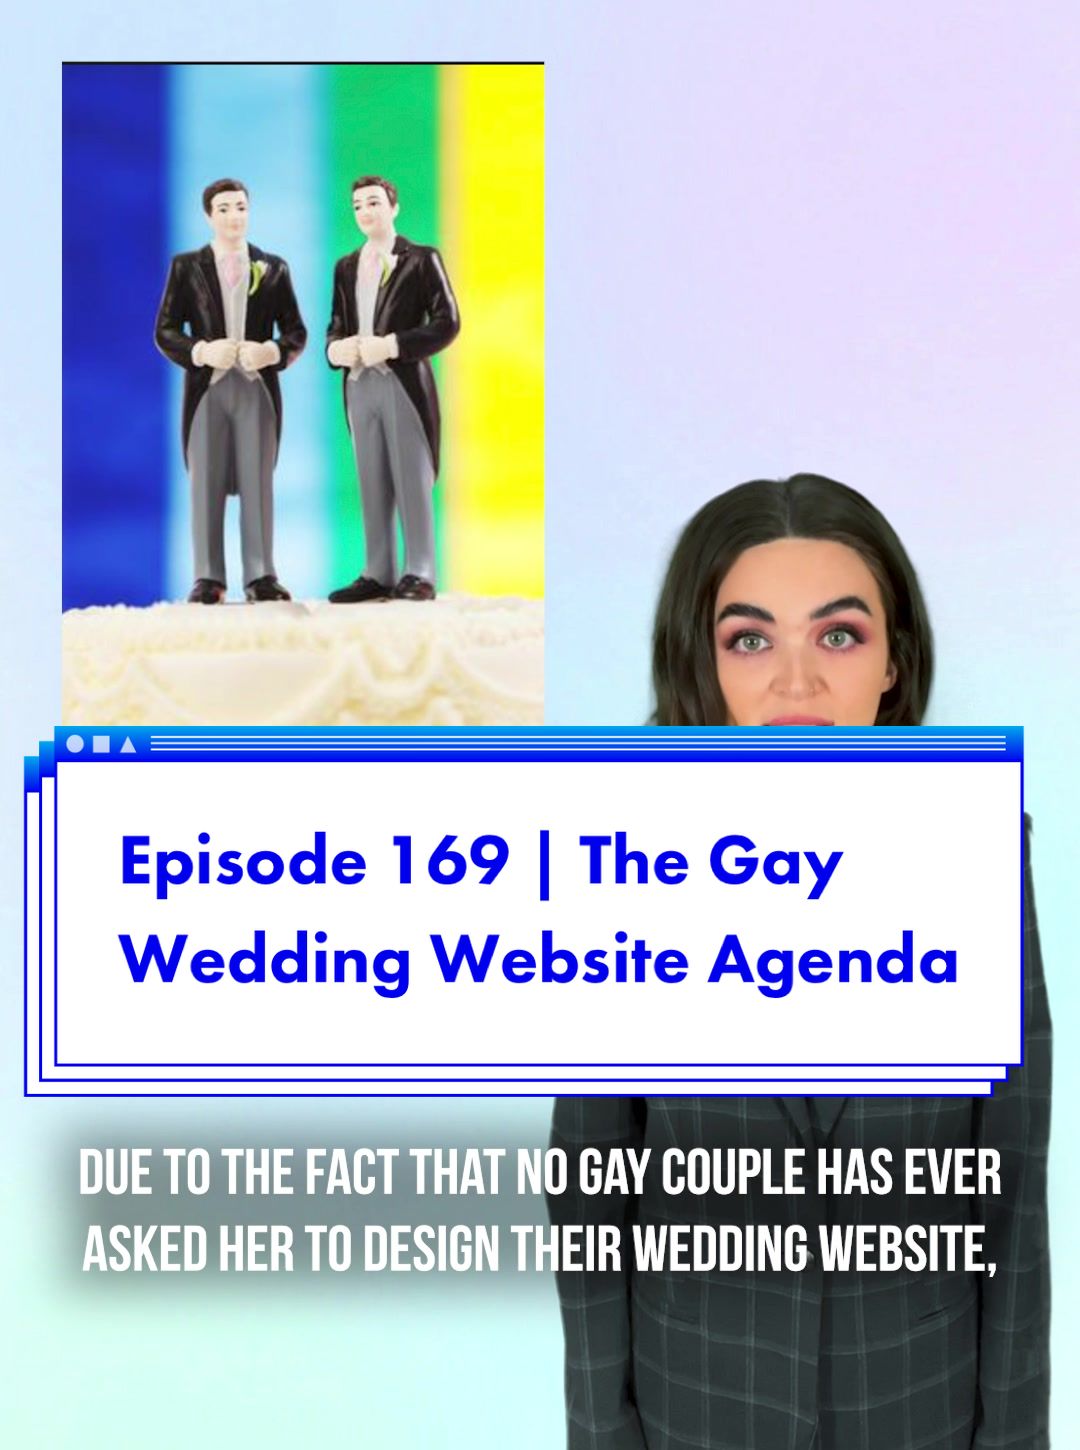 Episode 169 | The Gay
Wedding Website Agenda
DUE TO THE FACT THAT NO GAY COUPLE HAS EVER
ASKED HER TO DESIGN THEIR WEDDING WEBSITE,